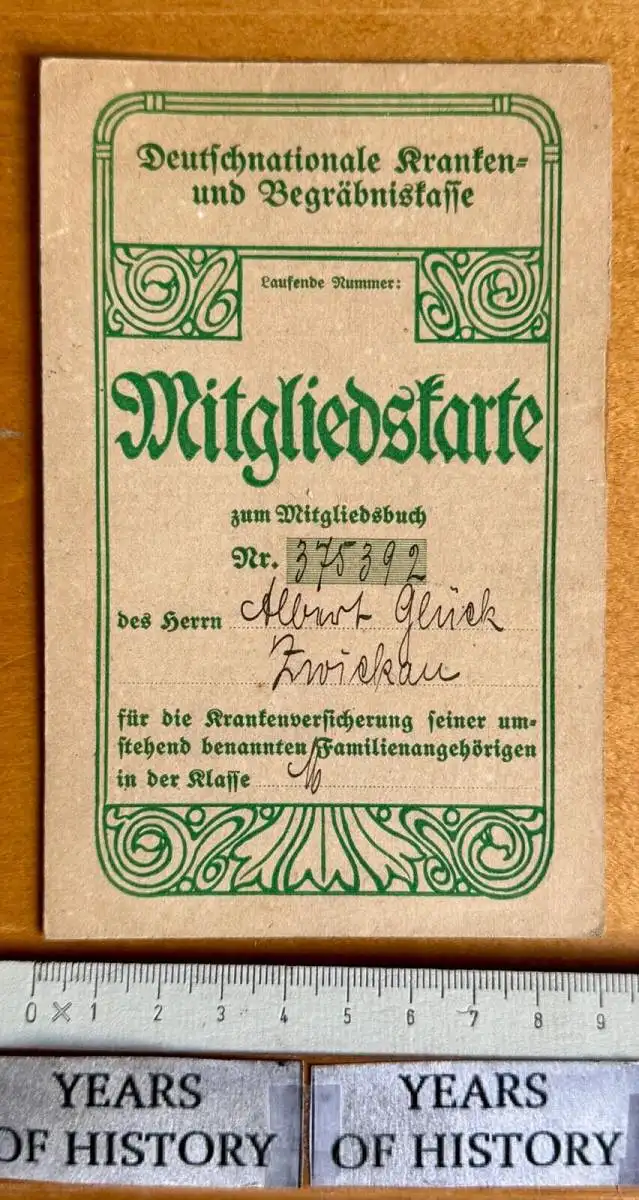 Deutschnationale Kranken=
und Begräbniskasse
Laufende Nummer:
Mitgliedskarte
zum Mitgliedsbuch
Nr. 375392
des Herrn Albert Glück
Zwickau
für die Krankenversicherung seiner um=
stehend benannten Familienangehörigen
in der Klasse
0 1 2 3 4 5 6 7 8 9
YEARS YEARS
OF HISTORY OF HISTORY